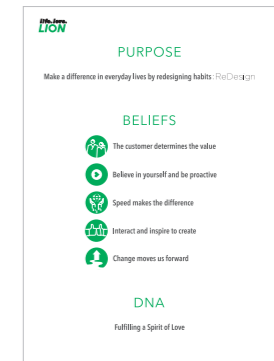 life.love.
LION
PURPOSE
Make a difference in everyday lives by redesigning habits : ReDesign
BELIEFS
The customer determines the value
Believe in yourself and be proactive
Speed makes the difference
Interact and inspire to create
Change moves us forward
DNA
Fulfilling a Spirit of Love